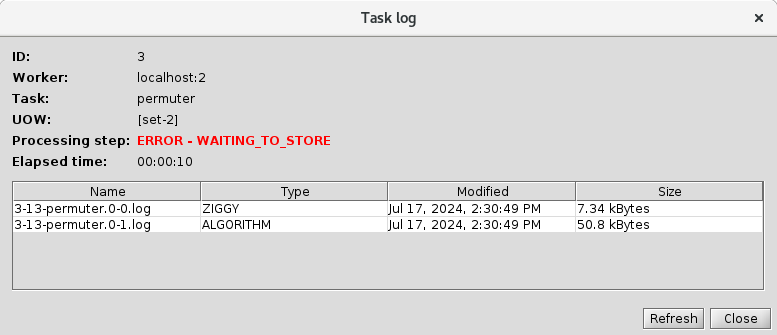 Task log
ID: 3
Worker: localhost:2
Task: permuter
UOW: [set-2]
Processing step: ERROR - WAITING_TO_STORE
Elapsed time: 00:00:10
Name Type Modified Size
3-13-permuter.0-0.log ZIGGY Jul 17, 2024, 2:30:49 PM 7.34 kBytes
3-13-permuter.0-1.log ALGORITHM Jul 17, 2024, 2:30:49 PM 50.8 kBytes
Refresh Close